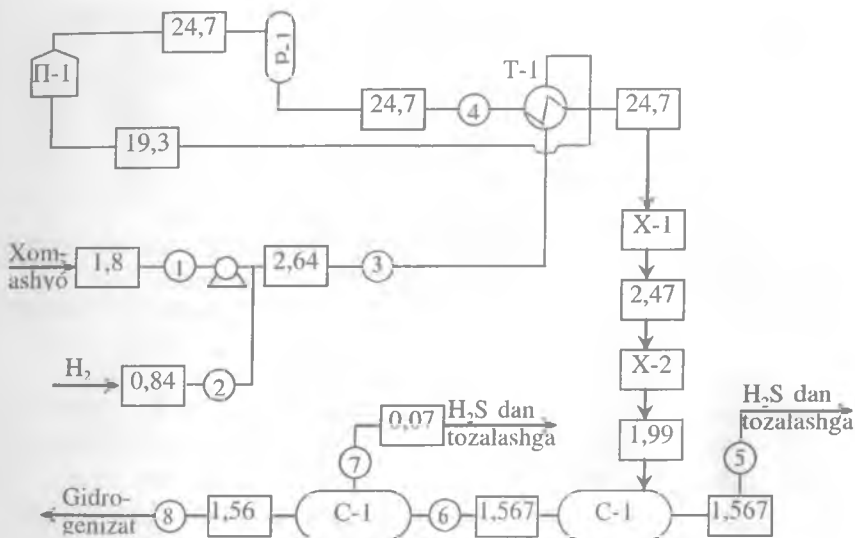 24,7
P-1
П-1
T-1
24,7
4
24,7
19,3
X-1
Xom-
ashyó
1,8
1
2,64
3
2,47
H₂
0,84
2
X-2
H₂S dan
tozalashga
0,07
H₂S dan
tozalashga
1,99
7
5
Gidro-
genizat
8
1,56
C-1
6
1,567
C-1
1,567